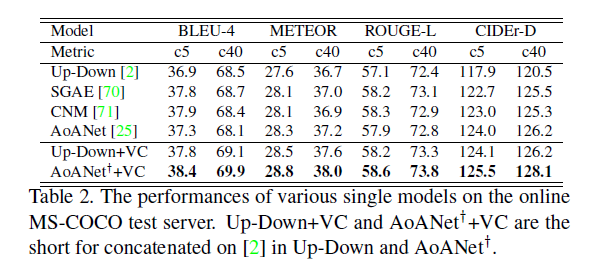 Model BLEU-4 METEOR ROUGE-L CIDEr-D
Metric c5 c40 c5 c40 c5 c40 c5 c40
Up-Down [2] 36.9 68.5 27.6 36.7 57.1 72.4 117.9 120.5
SGAE [70] 37.8 68.7 28.1 37.0 58.2 73.1 122.7 125.5
CNM [71] 37.9 68.4 28.1 36.9 58.3 72.9 123.0 125.3
AoANet [25] 37.3 68.1 28.3 37.2 57.9 72.8 124.0 126.2
Up-Down+VC 37.8 69.1 28.5 37.6 58.2 73.3 124.1 126.2
AoANet†+VC 38.4 69.9 28.8 38.0 58.6 73.8 125.5 128.1
Table 2. The performances of various single models on the online
MS-COCO test server. Up-Down+VC and AoANet†+VC are the
short for concatenated on [2] in Up-Down and AoANet†.